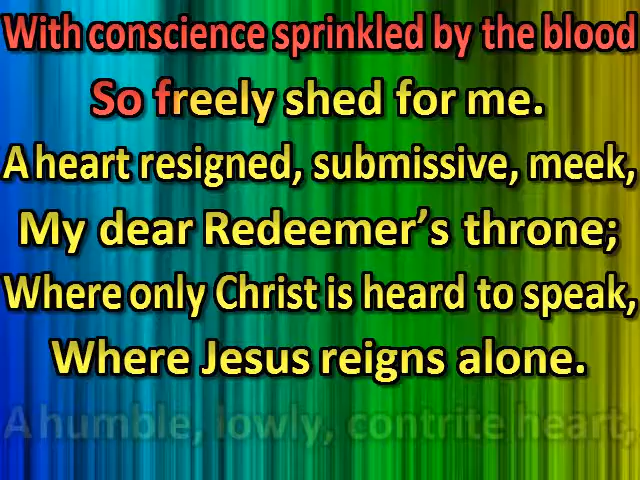 With conscience sprinkled by the blood
So freely shed for me.
A heart resigned, submissive, meek,
My dear Redeemer’s throne;
Where only Christ is heard to speak,
Where Jesus reigns alone.
A humble, lowly, contrite heart,